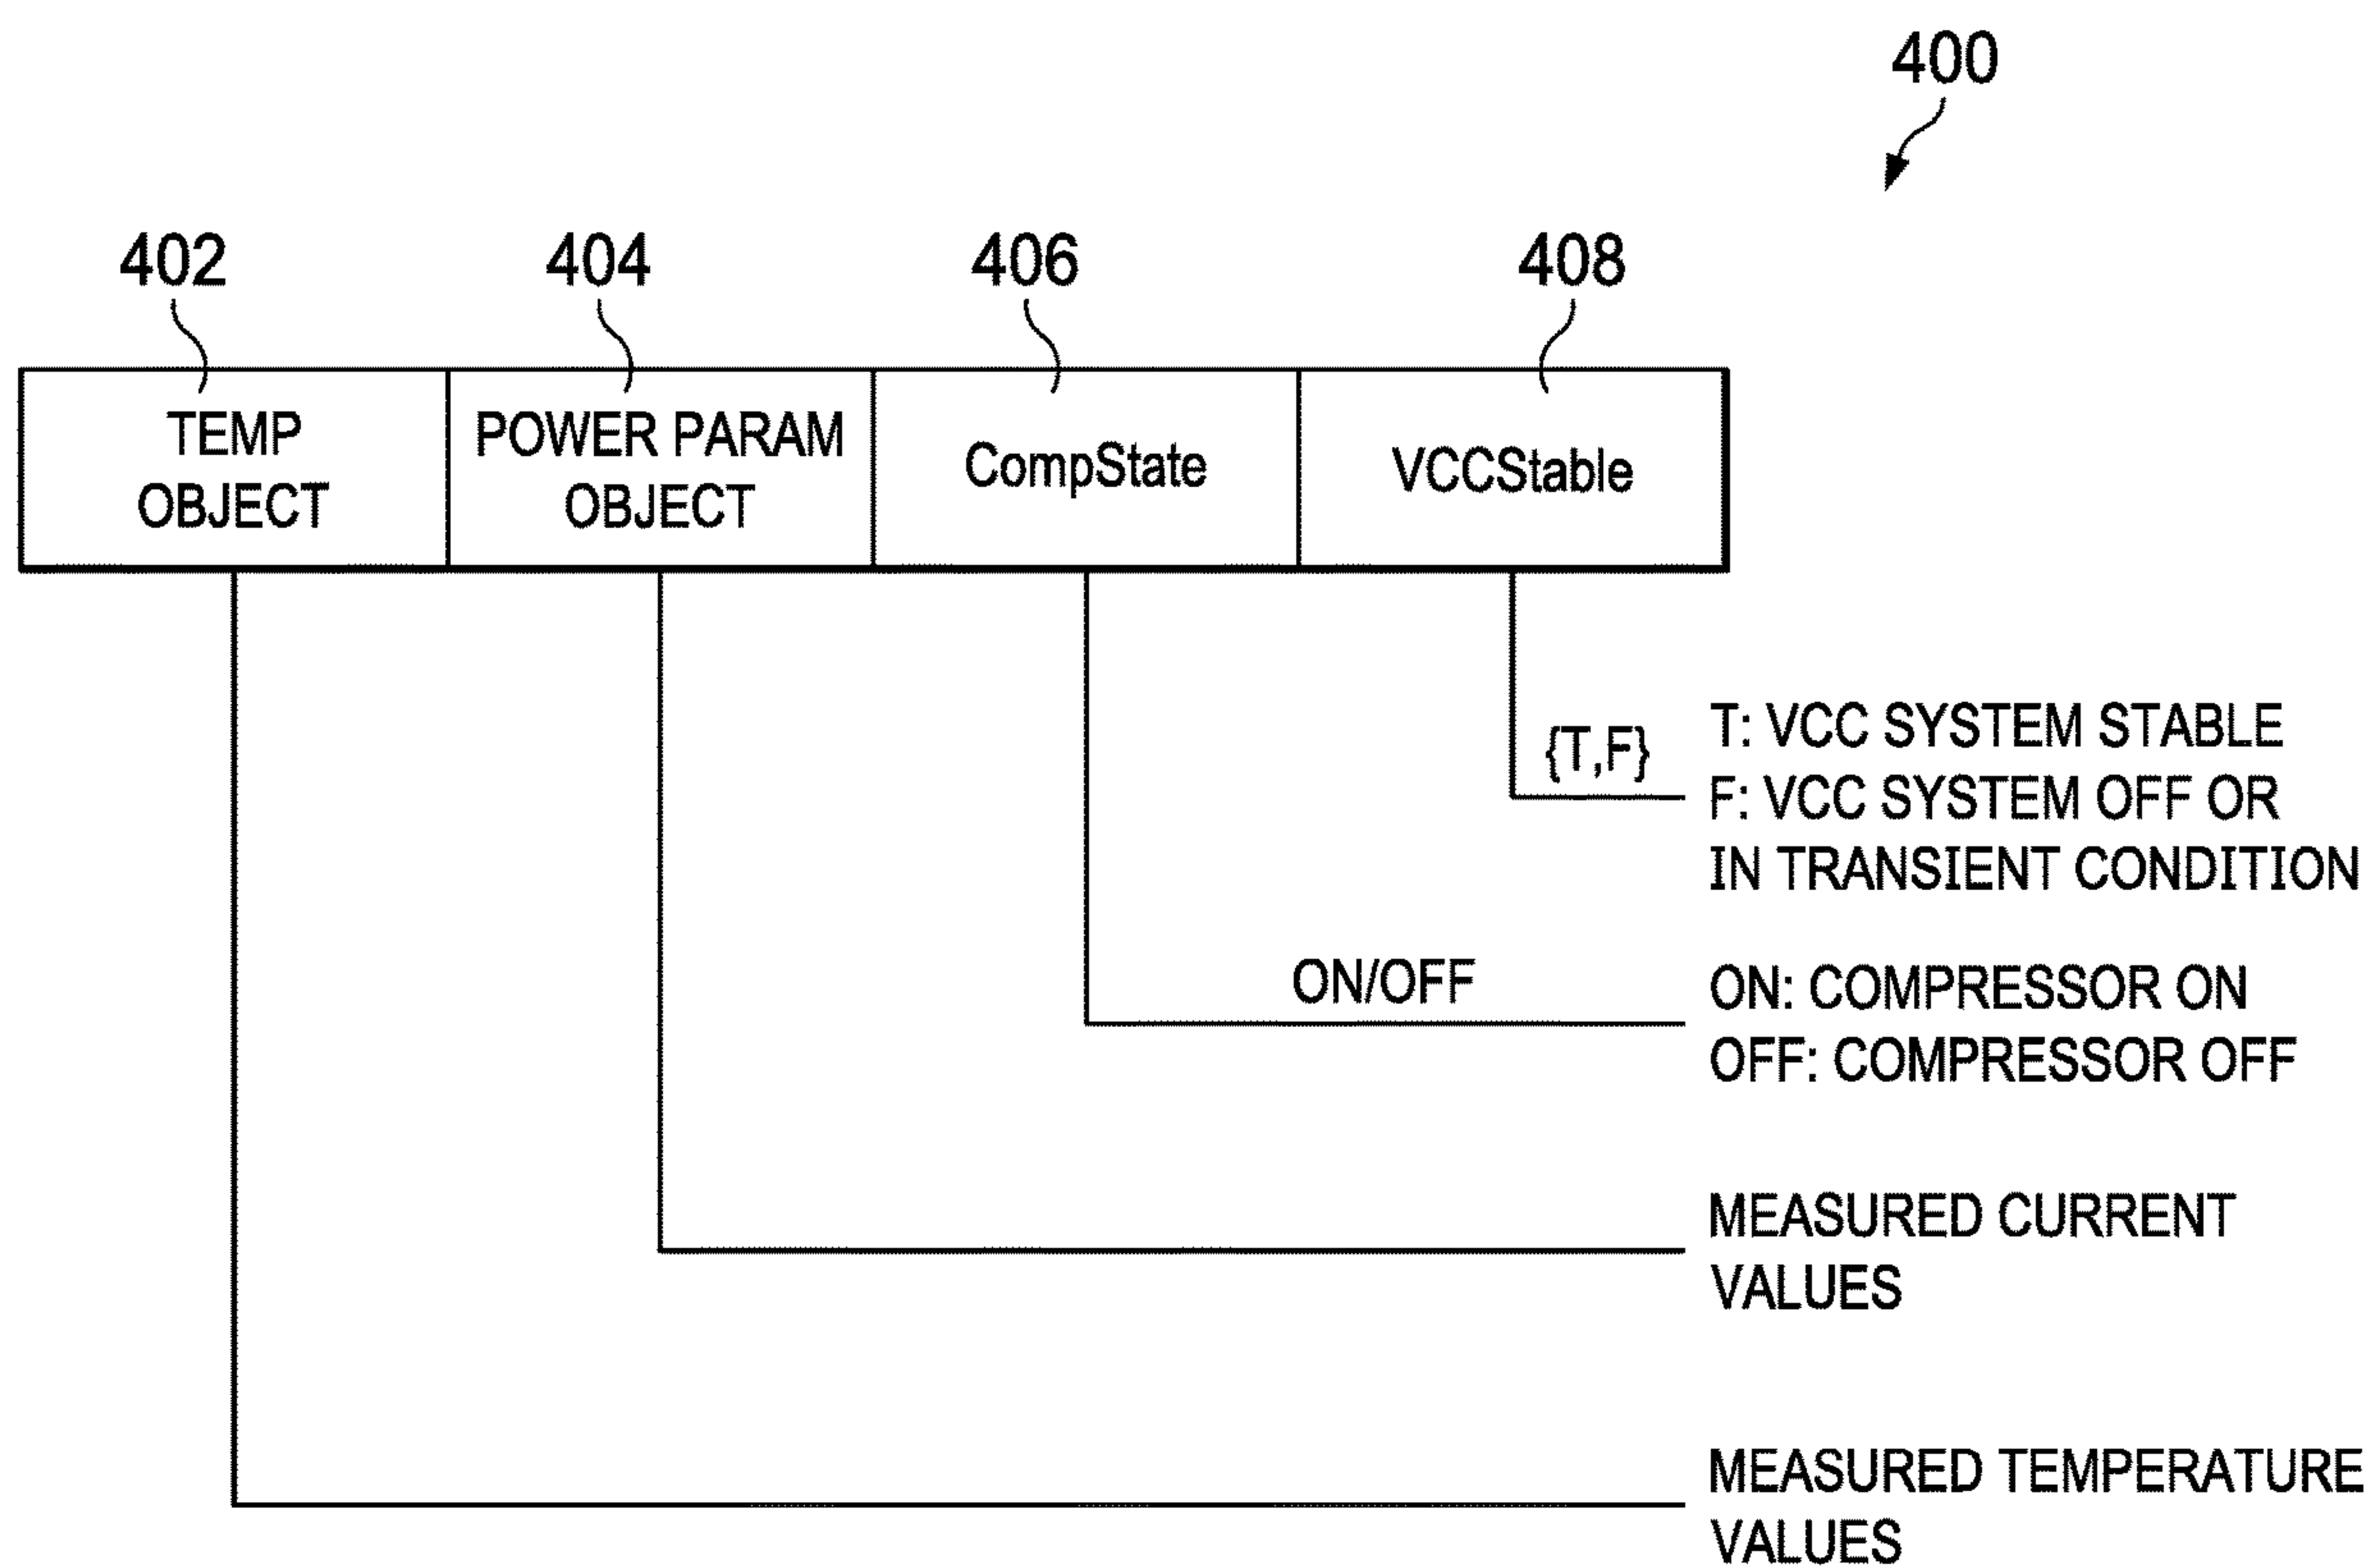 400
402
404
406
408
TEMP
OBJECT
POWER PARAM
OBJECT
CompState
VCCStable
{T,F}
T: VCC SYSTEM STABLE
F: VCC SYSTEM OFF OR
IN TRANSIENT CONDITION
ON/OFF
ON: COMPRESSOR ON
OFF: COMPRESSOR OFF
MEASURED CURRENT
VALUES
MEASURED TEMPERATURE
VALUES